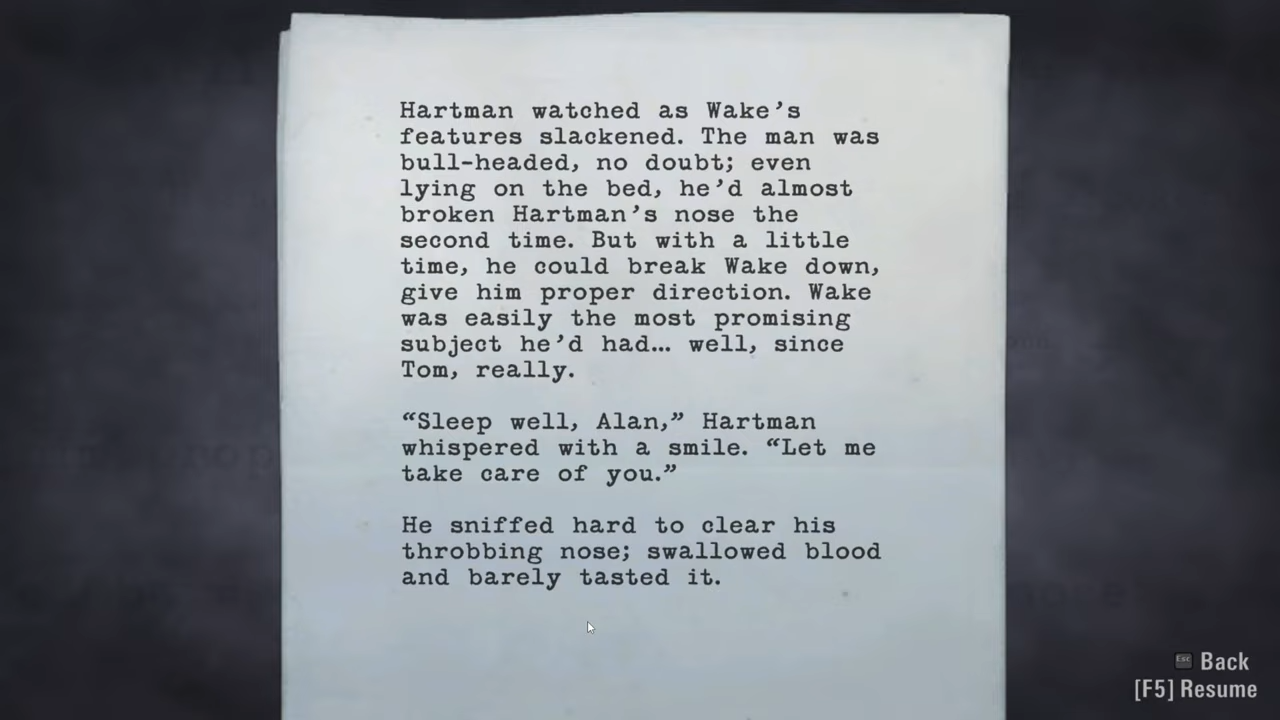 Hartman watched as Wake’s
features slackened. The man was
bull-headed, no doubt; even
lying on the bed, he’d almost
broken Hartman’s nose the
second time. But with a little
time, he could break Wake down,
give him proper direction. Wake
was easily the most promising
subject he’d had… well, since
Tom, really.
“Sleep well, Alan,” Hartman
whispered with a smile. “Let me
take care of you.”
He sniffed hard to clear his
throbbing nose; swallowed blood
and barely tasted it.
Esc Back
[F5] Resume